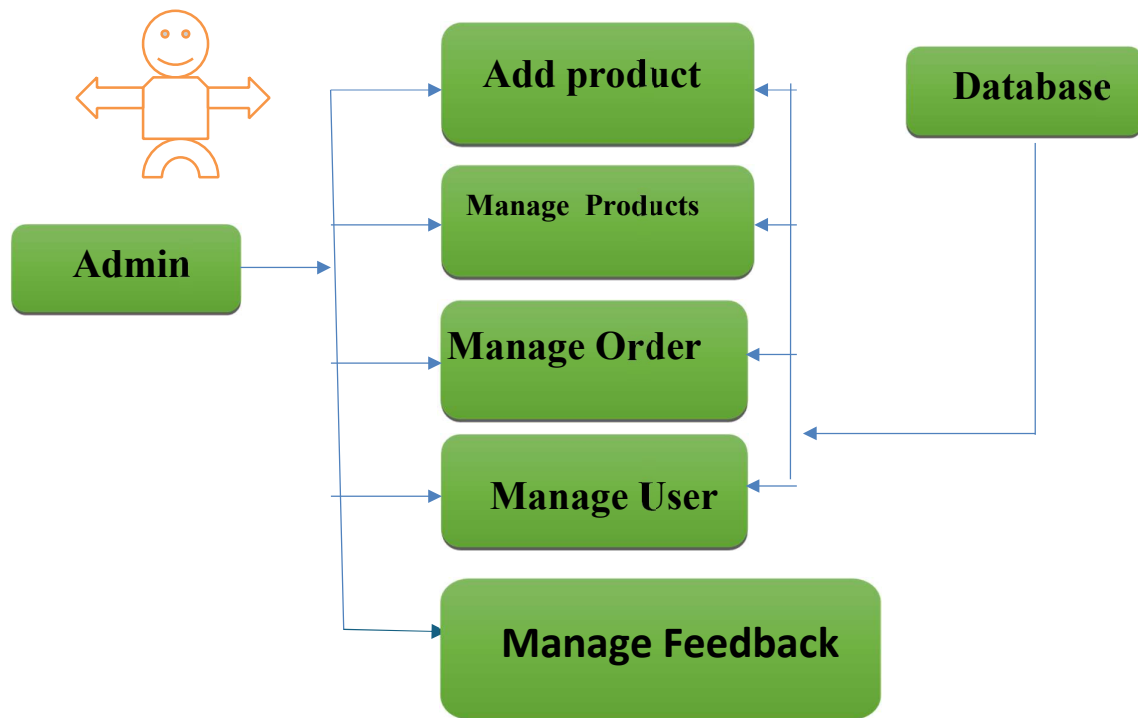 Add product
Database
Manage Products
Admin
Manage Order
Manage User
Manage Feedback